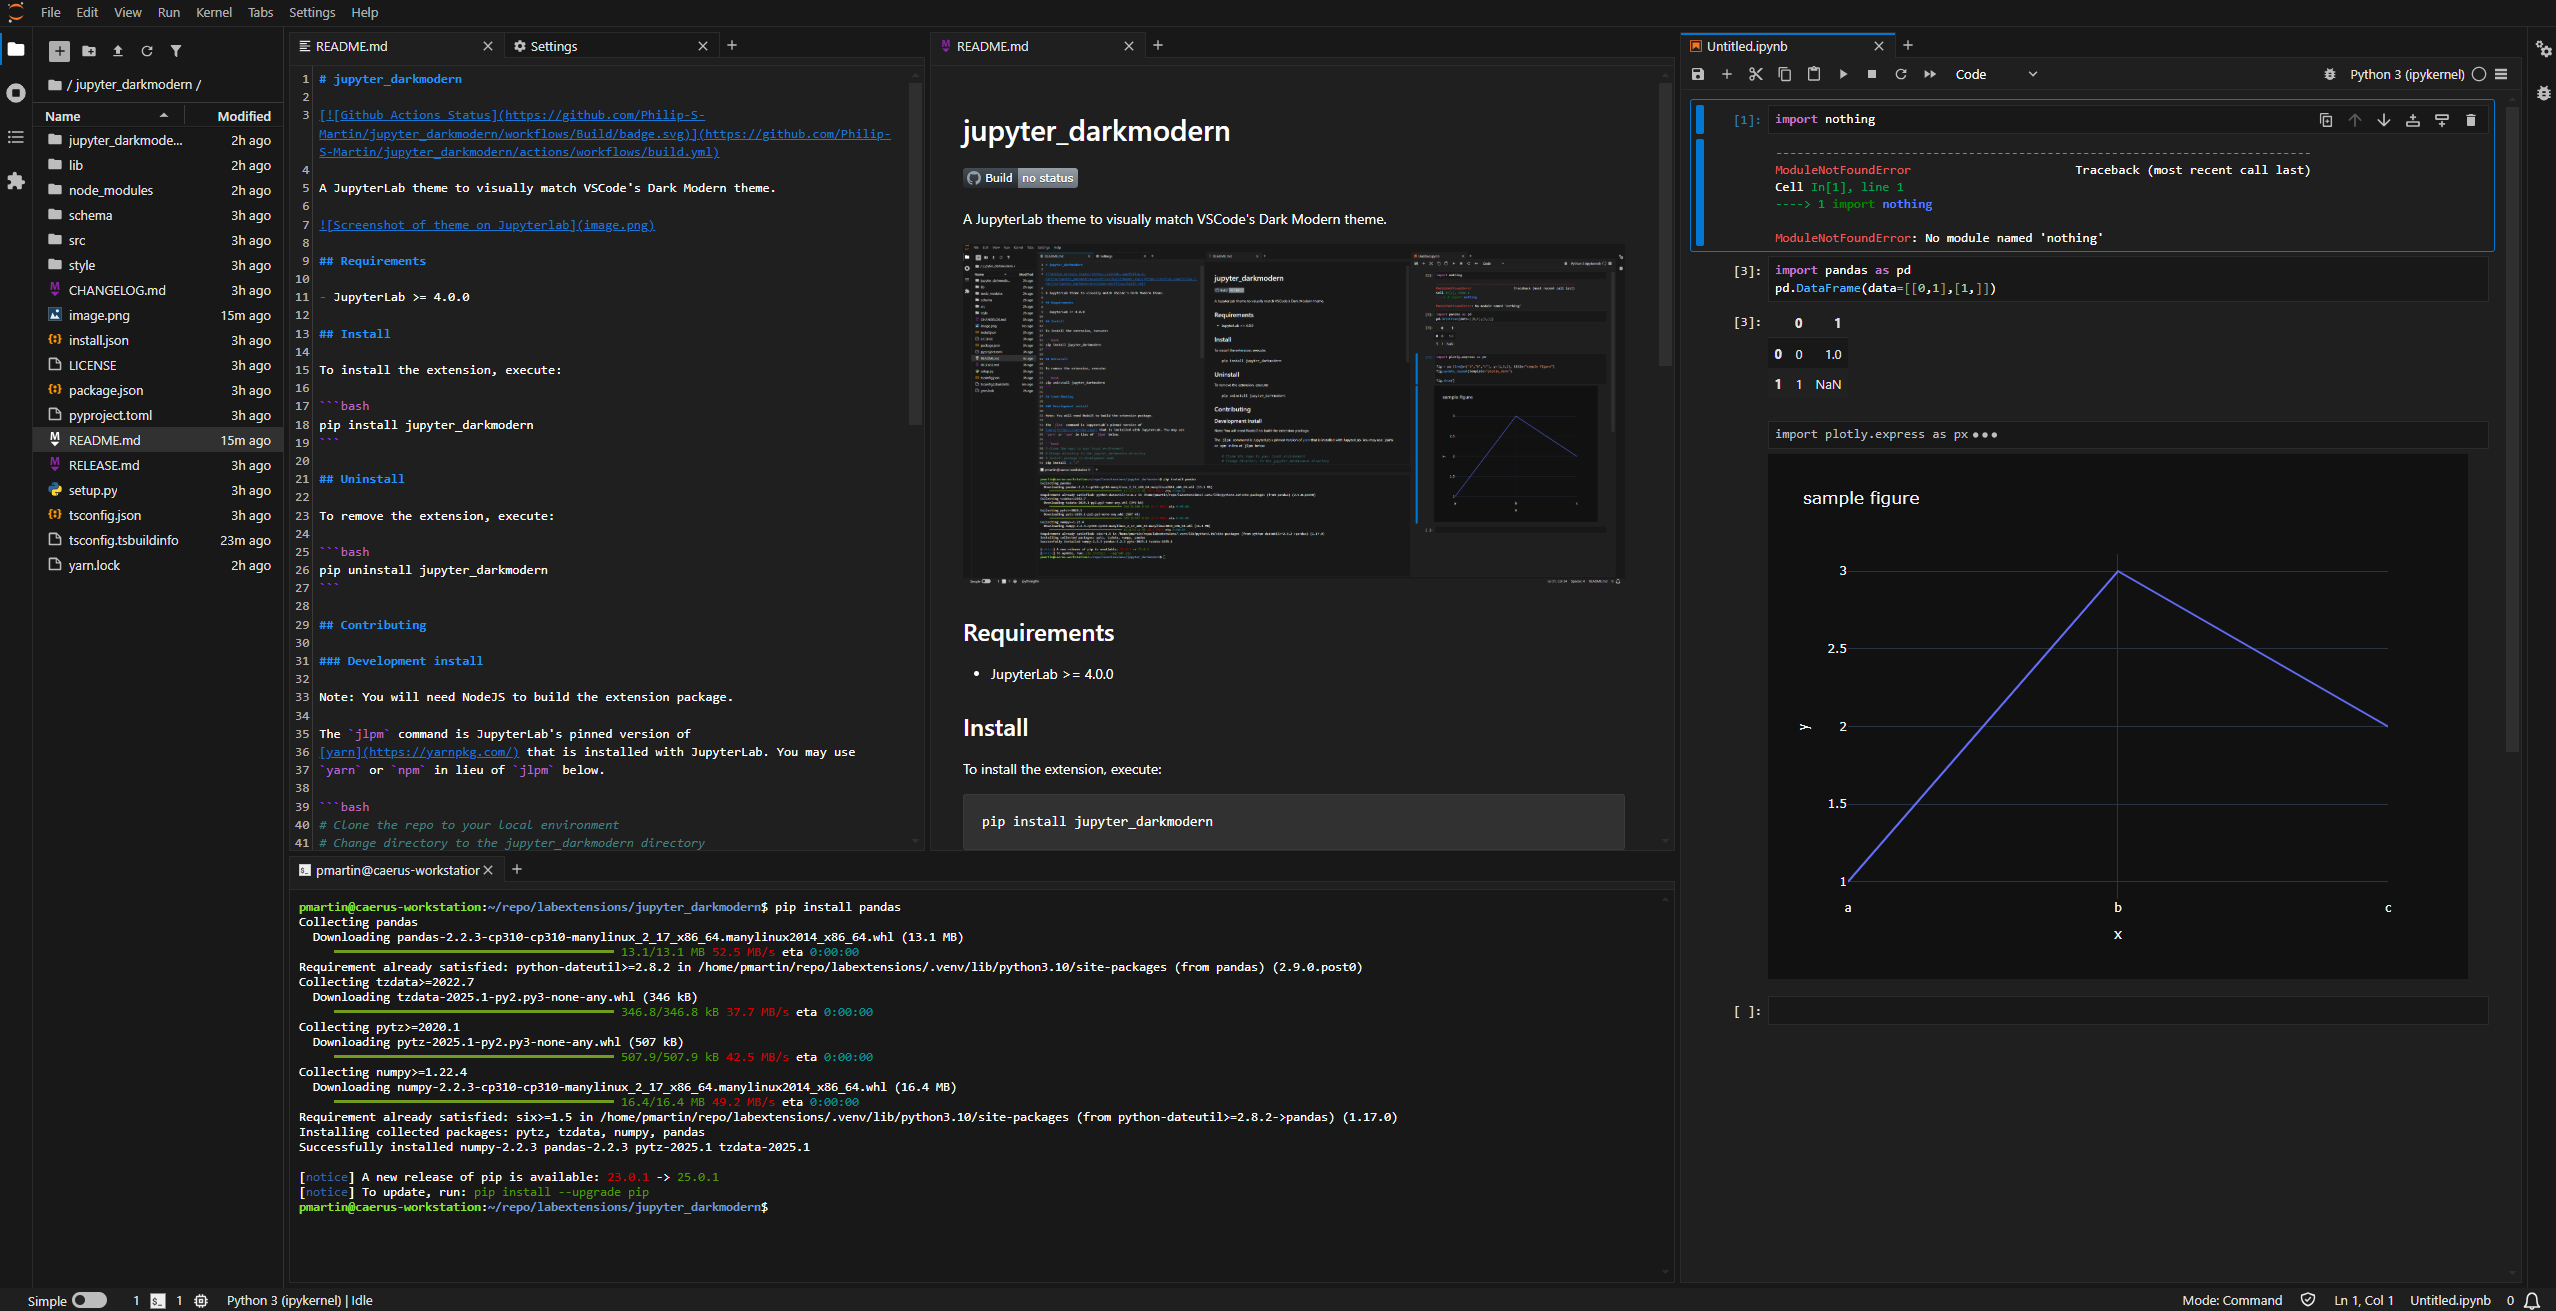 File Edit View Run Kernel Tabs Settings Help
/ jupyter_darkmodern /
Name Modified
jupyter_darkmode... 2h ago
lib 2h ago
node_modules 2h ago
schema 3h ago
src 3h ago
style 3h ago
CHANGELOG.md 3h ago
image.png 15m ago
install.json 3h ago
LICENSE 3h ago
package.json 3h ago
pyproject.toml 3h ago
README.md 15m ago
RELEASE.md 3h ago
setup.py 3h ago
tsconfig.json 3h ago
tsconfig.tsbuildinfo 23m ago
yarn.lock 2h ago
README.md
Settings
1 # jupyter_darkmodern
2
3 [![Github Actions Status](https://github.com/Philip-S-
Martin/jupyter_darkmodern/workflows/Build/badge.svg)](https://github.com/Philip-
S-Martin/jupyter_darkmodern/actions/workflows/build.yml)
4
5 A JupyterLab theme to visually match VSCode's Dark Modern theme.
6
7 ![Screenshot of theme on Jupyterlab](image.png)
8
9 ## Requirements
10
11 - JupyterLab >= 4.0.0
12
13 ## Install
14
15 To install the extension, execute:
16
17 ```bash
18 pip install jupyter_darkmodern
19 ```
20
21 ## Uninstall
22
23 To remove the extension, execute:
24
25 ```bash
26 pip uninstall jupyter_darkmodern
27 ```
28
29 ## Contributing
30
31 ### Development install
32
33 Note: You will need NodeJS to build the extension package.
34
35 The `jlpm` command is JupyterLab's pinned version of
36 [yarn](https://yarnpkg.com/) that is installed with JupyterLab. You may use
37 `yarn` or `npm` in lieu of `jlpm` below.
38
39 ```bash
40 # Clone the repo to your local environment
41 # Change directory to the jupyter_darkmodern directory
README.md
jupyter_darkmodern
Build no status
A JupyterLab theme to visually match VSCode's Dark Modern theme.
jupyter_darkmodern
Requirements
Install
Uninstall
Contributing
Development install
sample figure
Requirements
• JupyterLab >= 4.0.0
Install
To install the extension, execute:
pip install jupyter_darkmodern
pmartin@caerus-workstation
pmartin@caerus-workstation:~/repo/labextensions/jupyter_darkmodern$ pip install pandas
Collecting pandas
Downloading pandas-2.2.3-cp310-cp310-manylinux_2_17_x86_64.manylinux2014_x86_64.whl (13.1 MB)
13.1/13.1 MB 52.5 MB/s eta 0:00:00
Requirement already satisfied: python-dateutil>=2.8.2 in /home/pmartin/repo/labextensions/.venv/lib/python3.10/site-packages (from pandas) (2.9.0.post0)
Collecting tzdata>=2022.7
Downloading tzdata-2025.1-py2.py3-none-any.whl (346 kB)
346.8/346.8 kB 37.7 MB/s eta 0:00:00
Collecting pytz>=2020.1
Downloading pytz-2025.1-py2.py3-none-any.whl (507 kB)
507.9/507.9 kB 42.5 MB/s eta 0:00:00
Collecting numpy>=1.22.4
Downloading numpy-2.2.3-cp310-cp310-manylinux_2_17_x86_64.manylinux2014_x86_64.whl (16.4 MB)
16.4/16.4 MB 49.2 MB/s eta 0:00:00
Requirement already satisfied: six>=1.5 in /home/pmartin/repo/labextensions/.venv/lib/python3.10/site-packages (from python-dateutil>=2.8.2->pandas) (1.17.0)
Installing collected packages: pytz, tzdata, numpy, pandas
Successfully installed numpy-2.2.3 pandas-2.2.3 pytz-2025.1 tzdata-2025.1
[notice] A new release of pip is available: 23.0.1 -> 25.0.1
[notice] To update, run: pip install --upgrade pip
pmartin@caerus-workstation:~/repo/labextensions/jupyter_darkmodern$
Untitled.ipynb
Code
Python 3 (ipykernel)
[1]: import nothing
---------------------------------------------------------------------------
ModuleNotFoundError Traceback (most recent call last)
Cell In[1], line 1
----> 1 import nothing
ModuleNotFoundError: No module named 'nothing'
[3]: import pandas as pd
pd.DataFrame(data=[[0,1],[1,]])
[3]: 0 1
0 0 1.0
1 1 NaN
import plotly.express as px •••
sample figure
3
2.5
2
1.5
1
y
a b c
x
[ ]:
Simple 1 1 Python 3 (ipykernel) | Idle
Mode: Command Ln 1, Col 1 Untitled.ipynb 0